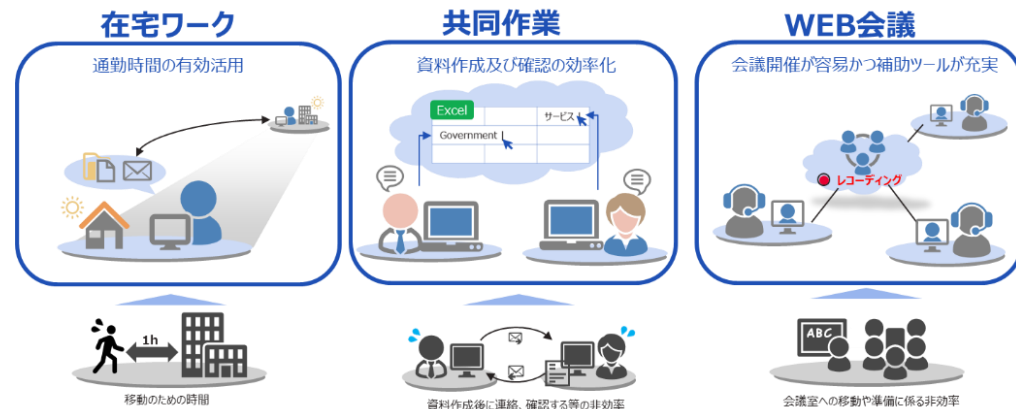 在宅ワーク
通勤時間の有効活用
1h
移動のための時間
共同作業
資料作成及び確認の効率化
Excel
サービス
Government
資料作成後に連絡、確認する等の非効率
WEB会議
会議開催が容易かつ補助ツールが充実
レコーディング
ABC
会議室への移動や準備に係る非効率